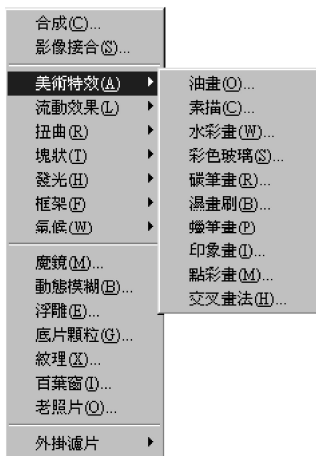 合成(C)...
影像接合(S)...
美術特效(A)
流動效果(L)
扭曲(R)
塊狀(T)
發光(H)
框架(F)
氣候(W)
魔鏡(M)...
動態模糊(B)...
浮雕(E)...
底片顆粒(G)...
紋理(X)...
百葉窗(I)...
老照片(O)...
外掛濾片
油畫(O)...
素描(C)...
水彩畫(W)...
彩色玻璃(S)...
碳筆畫(R)...
濕畫刷(B)...
蠟筆畫(P)
印象畫(I)...
點彩畫(M)...
交叉畫法(H)...